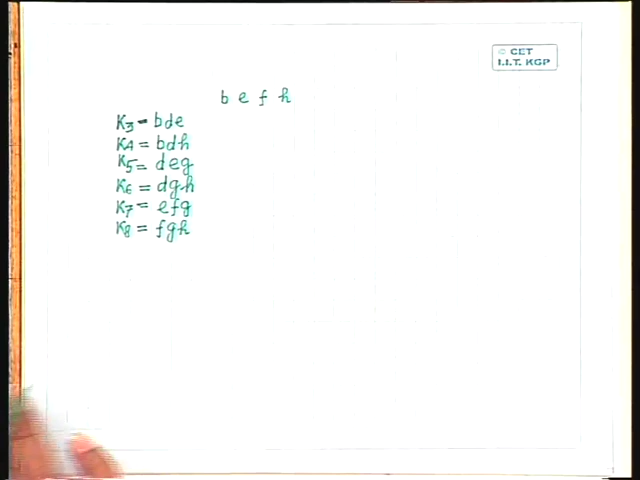 © CET
I.I.T. KGP
b e f h
K3 = bde
K4 = bdh
K5 = deg
K6 = dgh
K7 = efg
K8 = fgh